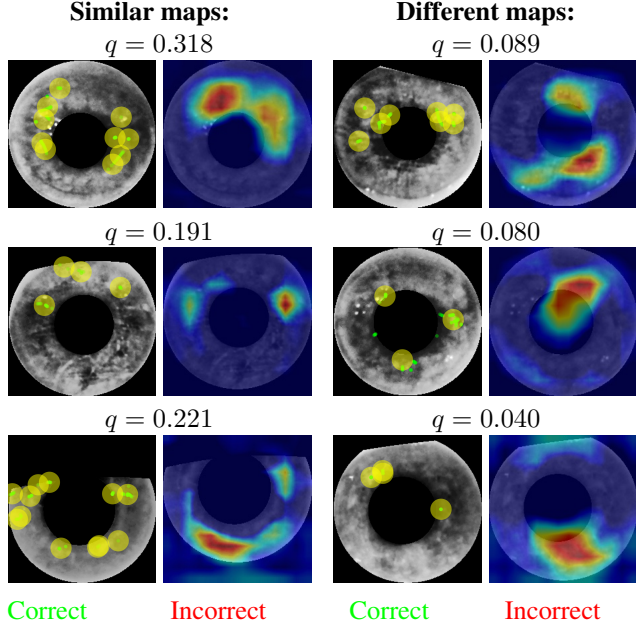 Similar maps: Different maps:
q = 0.318 q = 0.089
q = 0.191 q = 0.080
q = 0.221 q = 0.040
Correct Incorrect Correct Incorrect